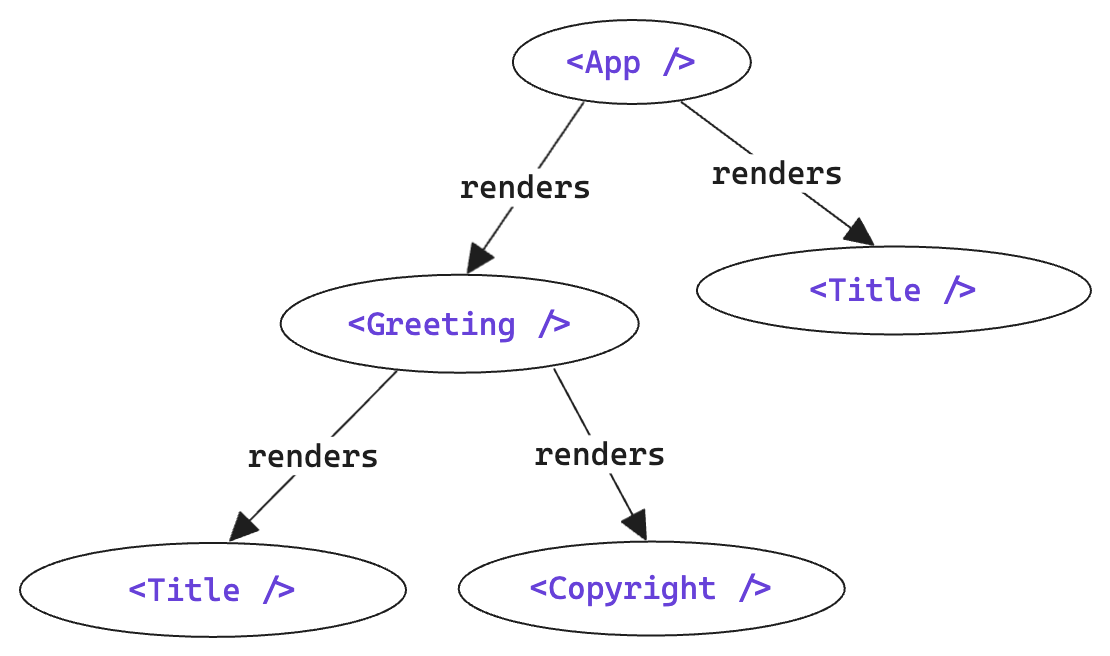 <App />
renders
renders
<Greeting />
<Title />
renders
renders
<Title />
<Copyright />